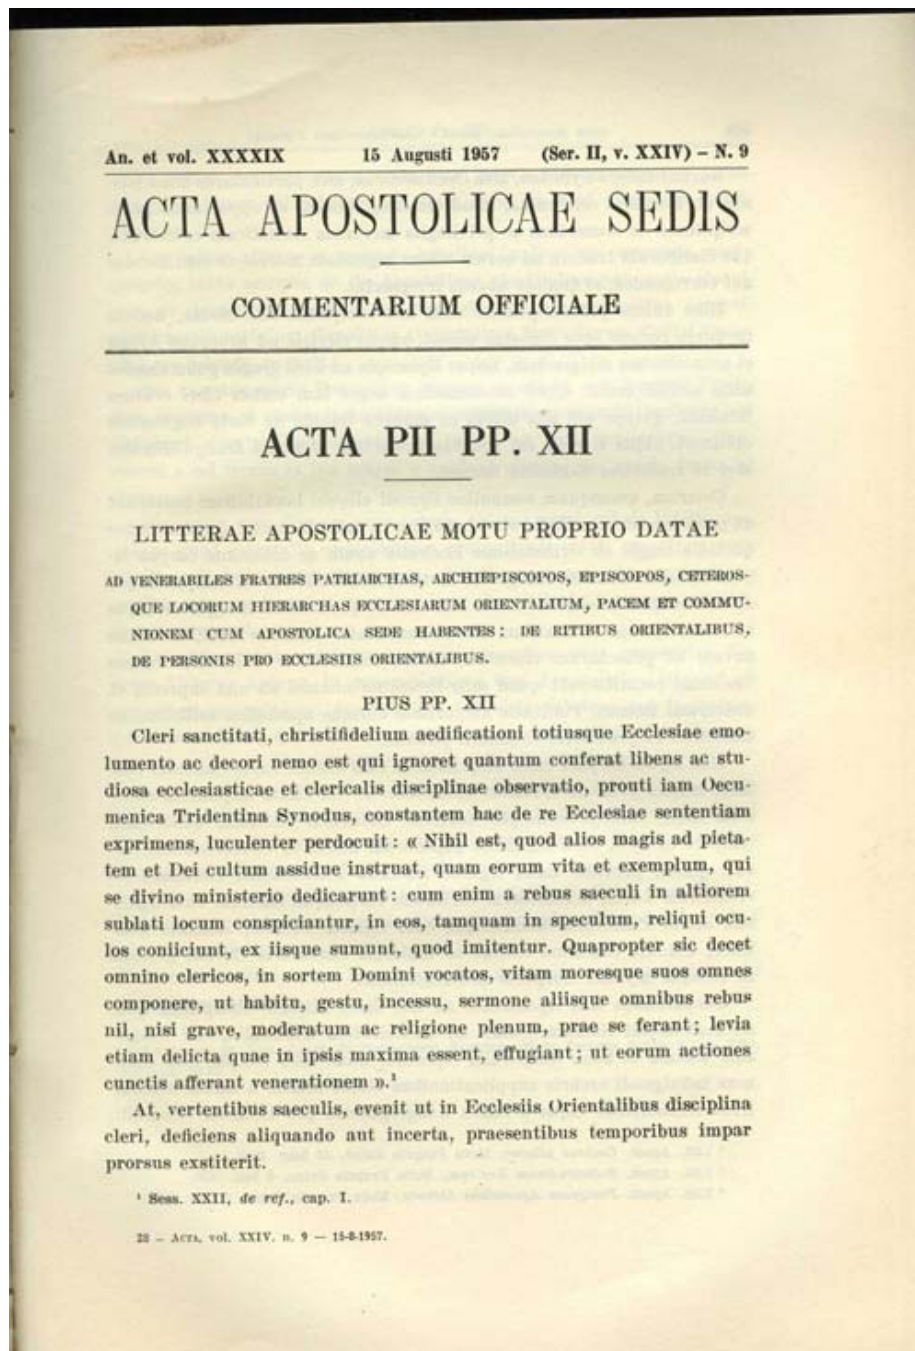 An. et vol. XXXXIX 15 Augusti 1957 (Ser. II, v. XXIV) – N. 9
ACTA APOSTOLICAE SEDIS
COMMENTARIUM OFFICIALE
ACTA PII PP. XII
LITTERAE APOSTOLICAE MOTU PROPRIO DATAE
AD VENERABILES FRATRES PATRIARCHAS, ARCHIEPISCOPOS, EPISCOPOS, CETEROS-
QUE LOCORUM HIERARCHAS ECCLESIARUM ORIENTALIUM, PACEM ET COMMU-
NIONEM CUM APOSTOLICA SEDE HABENTES: DE RITIBUS ORIENTALIBUS,
DE PERSONIS PRO ECCLESIIS ORIENTALIBUS.
PIUS PP. XII
Cleri sanctitati, christifidelium aedificationi totiusque Ecclesiae emo-
lumento ac decori nemo est qui ignoret quantum conferat libens ac stu-
diosa ecclesiasticae et clericalis disciplinae observatio, prouti iam Oecu-
menica Tridentina Synodus, constantem hac de re Ecclesiae sententiam
exprimens, luculenter perdocuit: « Nihil est, quod alios magis ad pieta-
tem et Dei cultum assidue instruat, quam eorum vita et exemplum, qui
se divino ministerio dedicarunt: cum enim a rebus saeculi in altiorem
sublati locum conspiciantur, in eos, tamquam in speculum, reliqui ocu-
los coniiciunt, ex iisque sumunt, quod imitentur. Quapropter sic decet
omnino clericos, in sortem Domini vocatos, vitam moresque suos omnes
componere, ut habitu, gestu, incessu, sermone aliisque omnibus rebus
nil, nisi grave, moderatum ac religione plenum, prae se ferant; levia
etiam delicta quae in ipsis maxima essent, effugiant; ut eorum actiones
cunctis afferant venerationem ».¹
At, vertentibus saeculis, evenit ut in Ecclesiis Orientalibus disciplina
cleri, deficiens aliquando aut incerta, praesentibus temporibus impar
prorsus exstiterit.
¹ Sess. XXII, de ref., cap. I.
28 – ACTA, vol. XXIV. n. 9 — 15-8-1957.